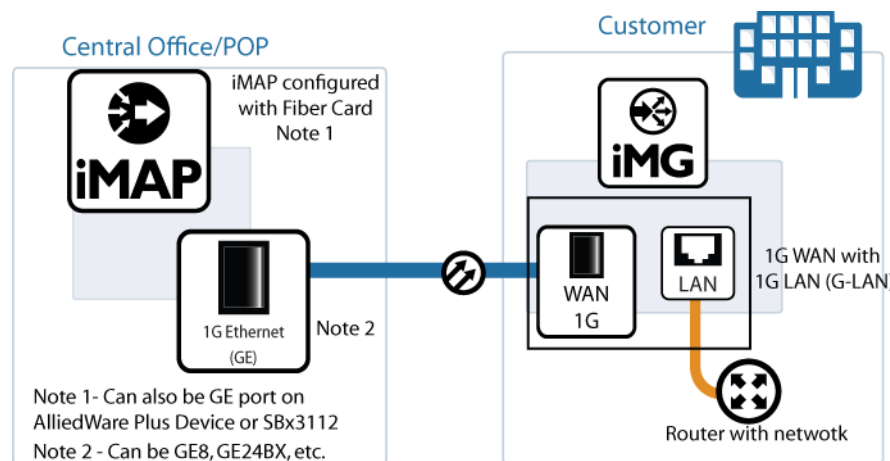 Central Office/POP
iMAP configured
with Fiber Card
Note 1
iMAP
1G Ethernet
(GE)
Note 2
Note 1- Can also be GE port on
AlliedWare Plus Device or SBx3112
Note 2 - Can be GE8, GE24BX, etc.
Customer
iMG
WAN
1G
LAN
1G WAN with
1G LAN (G-LAN)
Router with netwotk